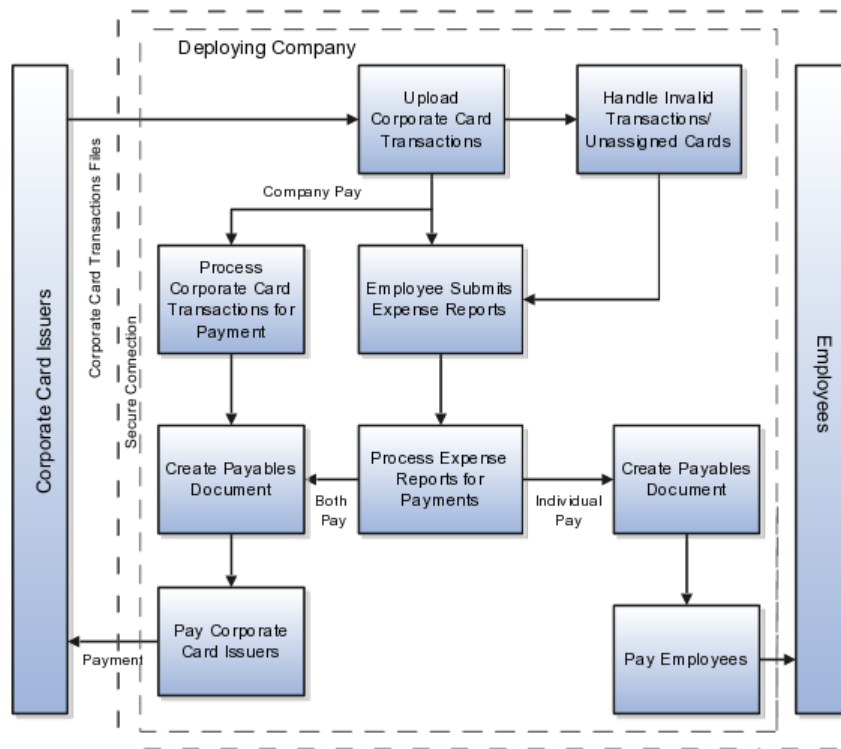 Deploying Company
Corporate Card Issuers
Corporate Card Transactions Files
Secure Connection
Upload
Corporate Card
Transactions
Handle Invalid
Transactions/
Unassigned Cards
Company Pay
Process
Corporate Card
Transactions for
Payment
Employee Submits
Expense Reports
Employees
Create Payables
Document
Both
Pay
Process Expense
Reports for
Payments
Individual
Pay
Create Payables
Document
Pay Corporate
Card Issuers
Payment
Pay Employees